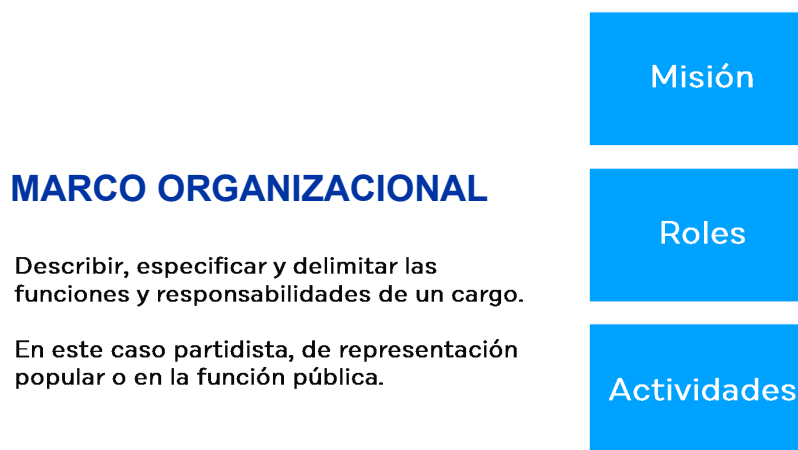 MARCO ORGANIZACIONAL
Describir, especificar y delimitar las
funciones y responsabilidades de un cargo.
En este caso partidista, de representación
popular o en la función pública.
Misión
Roles
Actividades